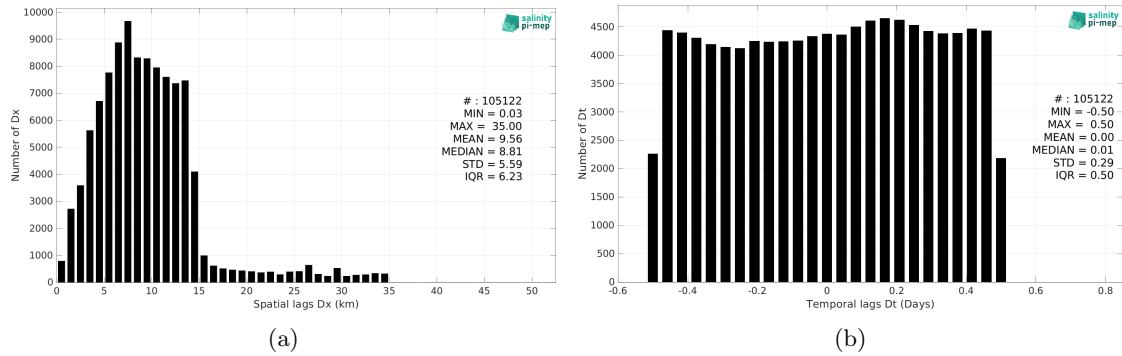 10000
9000
8000
7000
6000
5000
4000
3000
2000
1000
0
Number of Dx
0 5 10 15 20 25 30 35 40 45 50
Spatial lags Dx (km)
salinity
pi-mep
# : 105122
MIN = 0.03
MAX = 35.00
MEAN = 9.56
MEDIAN = 8.81
STD = 5.59
IQR = 6.23
(a)
4500
4000
3500
3000
2500
2000
1500
1000
500
0
Number of Dt
-0.6 -0.4 -0.2 0 0.2 0.4 0.6 0.8
Temporal lags Dt (Days)
salinity
pi-mep
# : 105122
MIN = -0.50
MAX = 0.50
MEAN = 0.00
MEDIAN = 0.01
STD = 0.29
IQR = 0.50
(b)